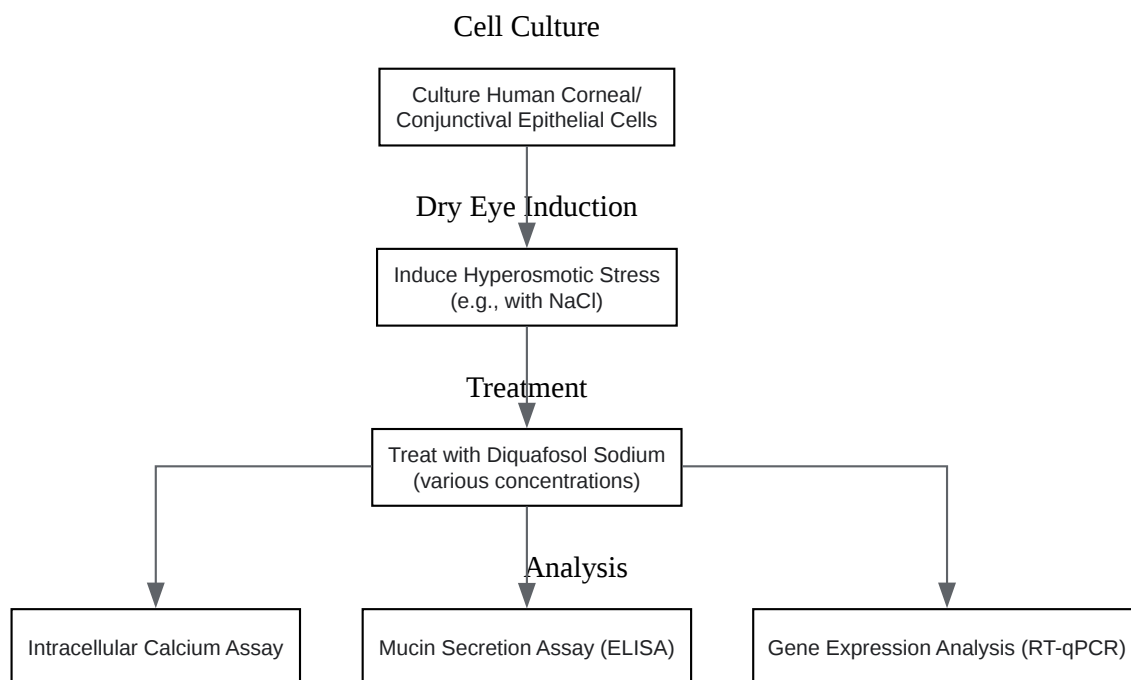 Cell Culture
Culture Human Corneal/
Conjunctival Epithelial Cells
Dry Eye Induction
Induce Hyperosmotic Stress
(e.g., with NaCl)
Treatment
Treat with Diquafosol Sodium
(various concentrations)
Analysis
Intracellular Calcium Assay
Mucin Secretion Assay (ELISA)
Gene Expression Analysis (RT-qPCR)